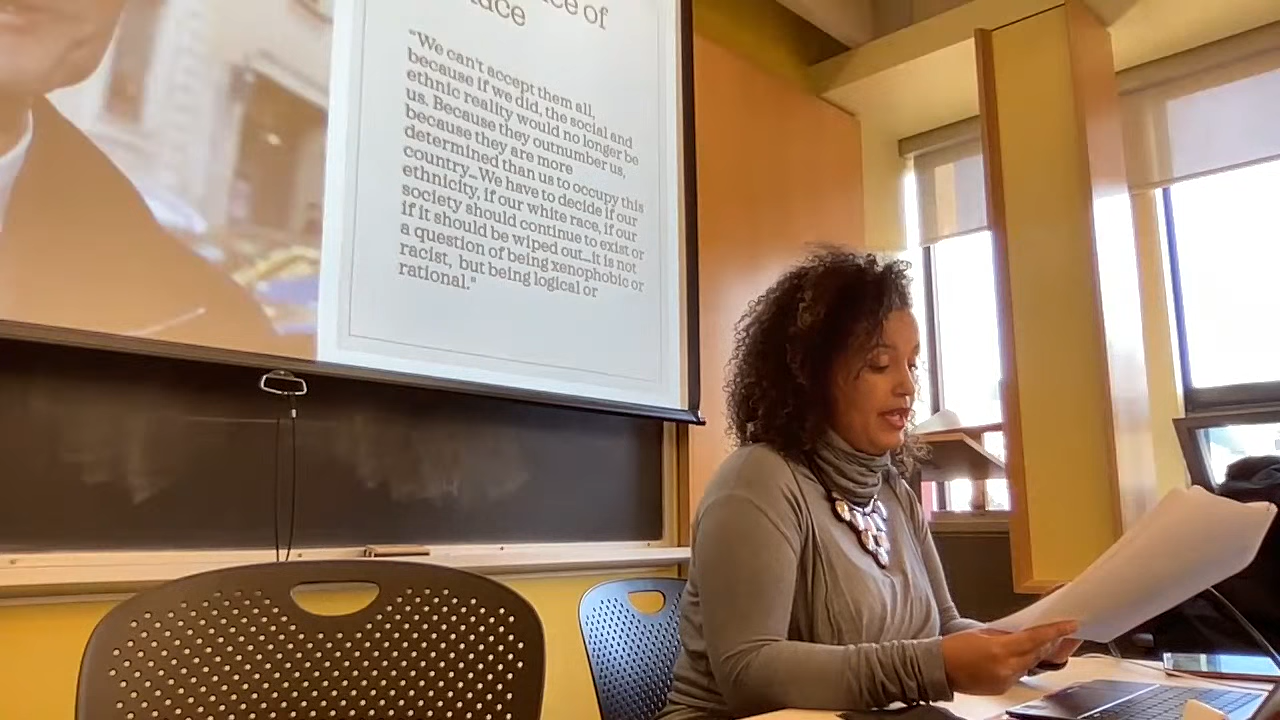 ce of
ace
"We can't accept them all,
because if we did, the social and
ethnic reality would no longer be
us. Because they outnumber us,
because they are more
determined than us to occupy this
country...We have to decide if our
ethnicity, if our white race, if our
society should continue to exist or
if it should be wiped out...it is not
a question of being xenophobic or
racist, but being logical or
rational."